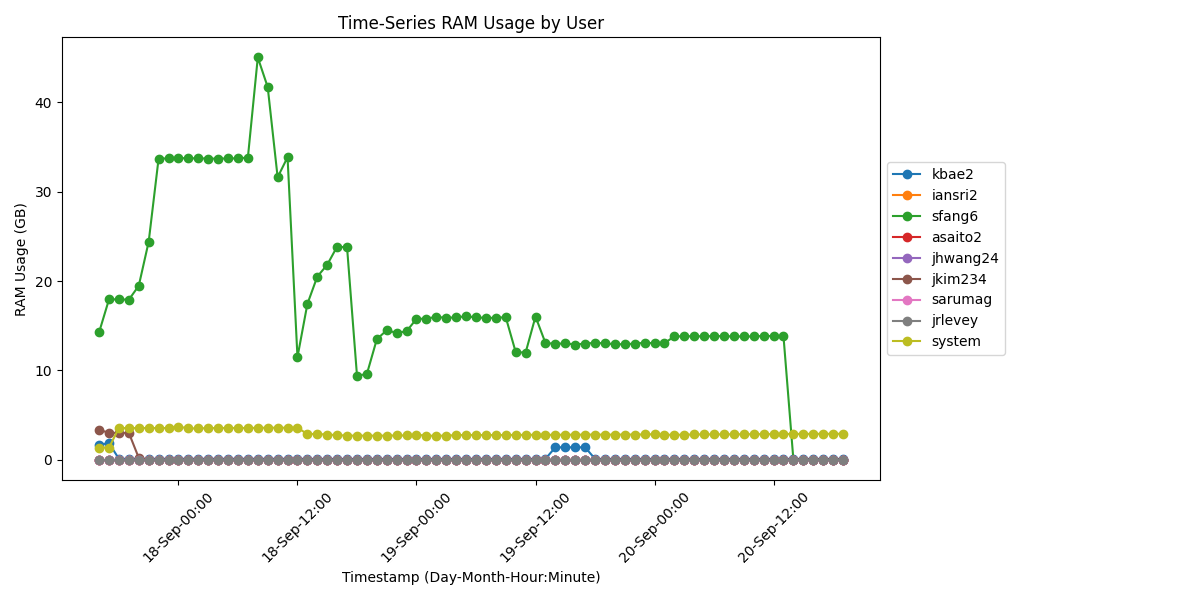 Time-Series RAM Usage by User
RAM Usage (GB)
40
30
20
10
0
18-Sep-00:00
18-Sep-12:00
19-Sep-00:00
19-Sep-12:00
20-Sep-00:00
20-Sep-12:00
Timestamp (Day-Month-Hour:Minute)
kbae2
iansri2
sfang6
asaito2
jhwang24
jkim234
sarumag
jrlevey
system